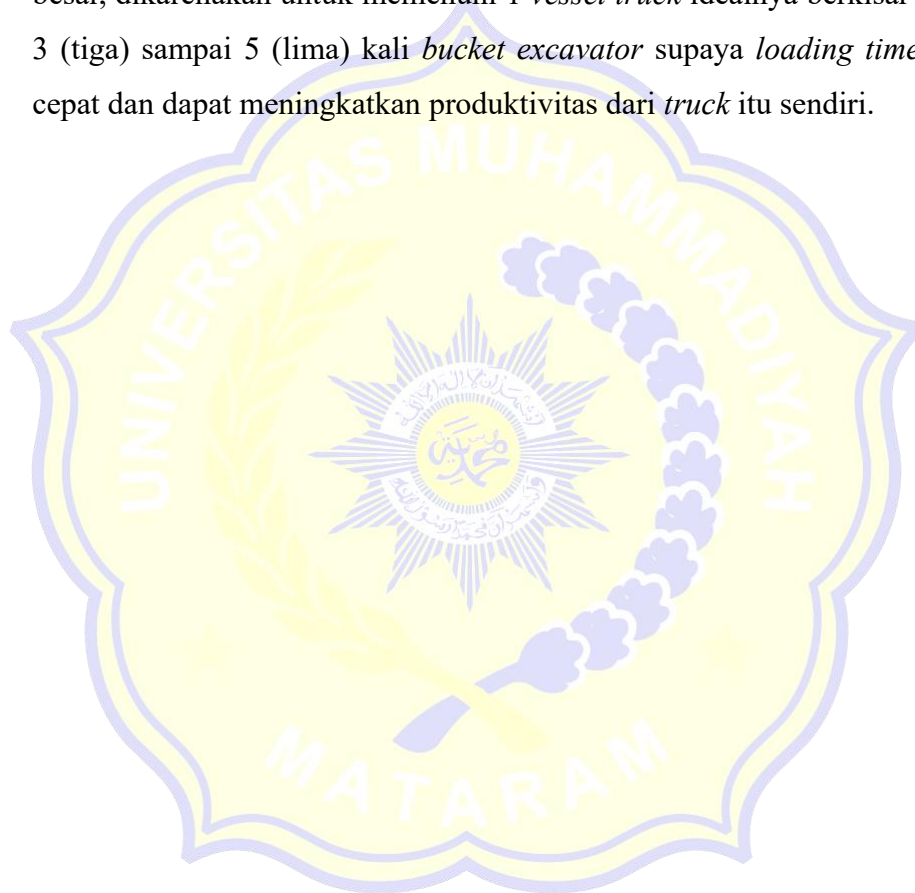 besar, dikarenakan untuk memenuhi 1 vessel truck idealnya berkisar
3 (tiga) sampai 5 (lima) kali bucket excavator supaya loading time
cepat dan dapat meningkatkan produktivitas dari truck itu sendiri.
UNIVERSITAS MUHAMMADIYAH
MATARAM